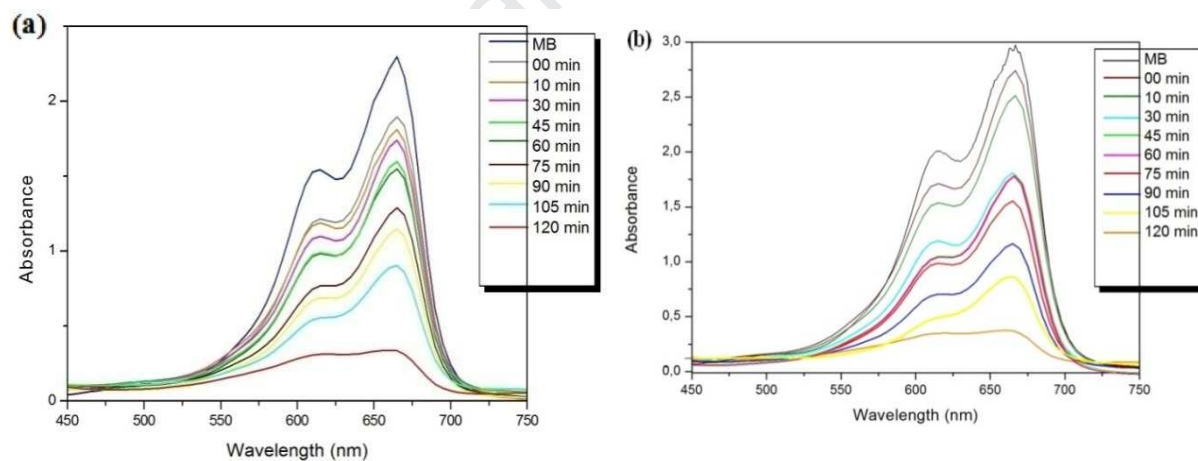 (a)
MB
00 min
10 min
30 min
45 min
60 min
75 min
90 min
105 min
120 min
2
1
0
Absorbance
450 500 550 600 650 700 750
Wavelength (nm)
(b)
MB
00 min
10 min
30 min
45 min
60 min
75 min
90 min
105 min
120 min
3,0
2,5
2,0
1,5
1,0
0,5
0,0
Absorbance
450 500 550 600 650 700 750
Wavelength (nm)